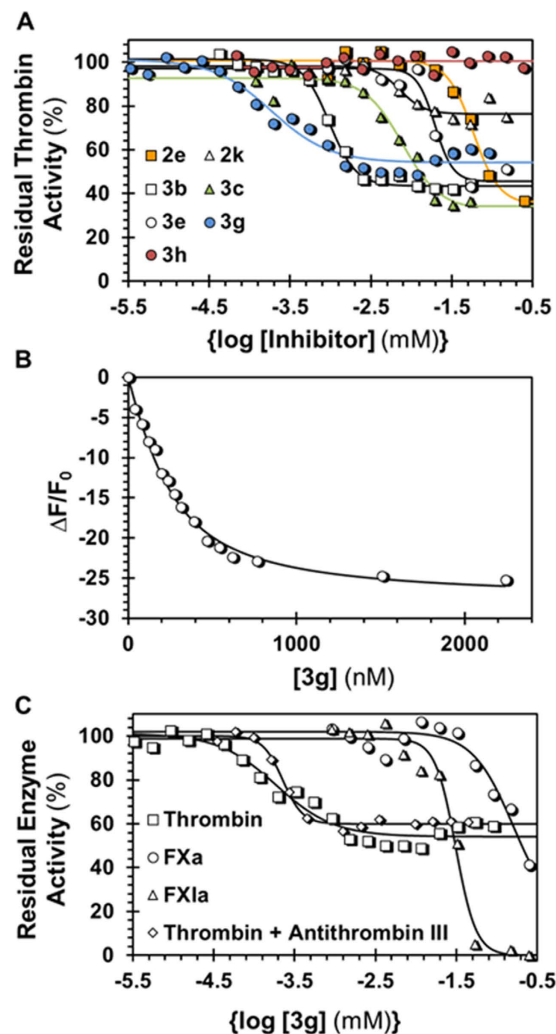 A
Residual Thrombin
Activity (%)
100
80
60
40
20
0
2e 2k
3b 3c
3e 3g
3h
-5.5 -4.5 -3.5 -2.5 -1.5 -0.5
{log [Inhibitor] (mM)}
B
ΔF/F0
0
-5
-10
-15
-20
-25
-30
0 1000 2000
[3g] (nM)
C
Residual Enzyme
Activity (%)
100
80
60
40
20
0
Thrombin
FXa
FXIa
Thrombin + Antithrombin III
-5.5 -4.5 -3.5 -2.5 -1.5 -0.5
{log [3g] (mM)}